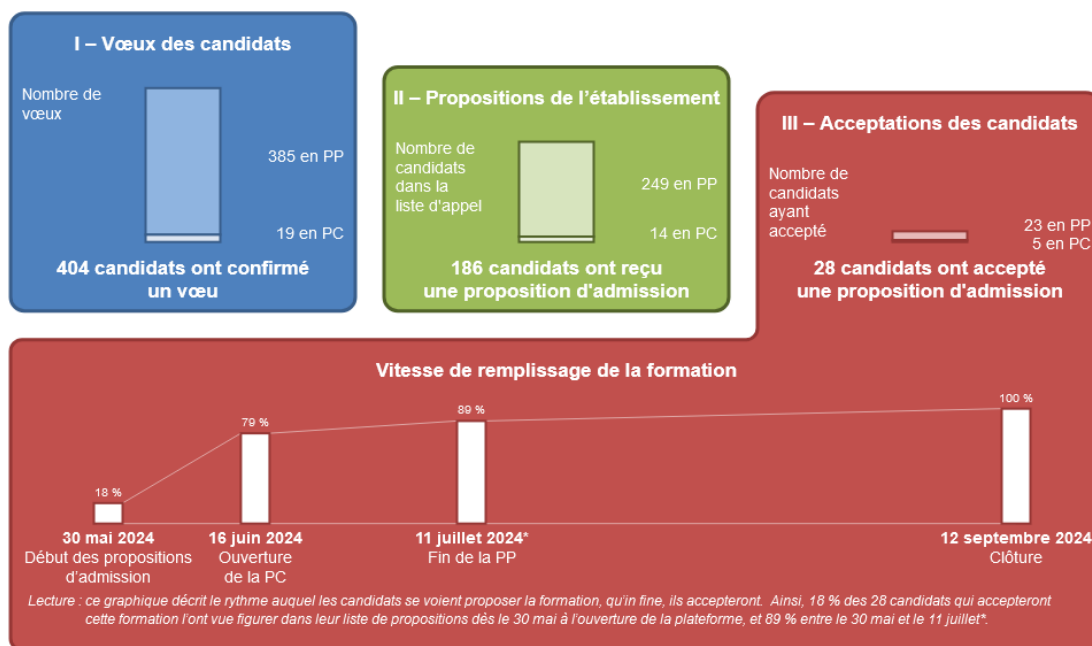 I – Vœux des candidats
Nombre de
vœux
385 en PP
19 en PC
404 candidats ont confirmé
un vœu
II – Propositions de l'établissement
Nombre de
candidats
dans la
liste d'appel
249 en PP
14 en PC
186 candidats ont reçu
une proposition d'admission
III – Acceptations des candidats
Nombre de
candidats
ayant
accepté
23 en PP
5 en PC
28 candidats ont accepté
une proposition d'admission
Vitesse de remplissage de la formation
18 %
79 %
89 %
100 %
30 mai 2024
Début des propositions
d'admission
16 juin 2024
Ouverture
de la PC
11 juillet 2024*
Fin de la PP
12 septembre 2024
Clôture
Lecture : ce graphique décrit le rythme auquel les candidats se voient proposer la formation, qu'in fine, ils accepteront. Ainsi, 18 % des 28 candidats qui accepteront
cette formation l'ont vue figurer dans leur liste de propositions dès le 30 mai à l'ouverture de la plateforme, et 89 % entre le 30 mai et le 11 juillet*.